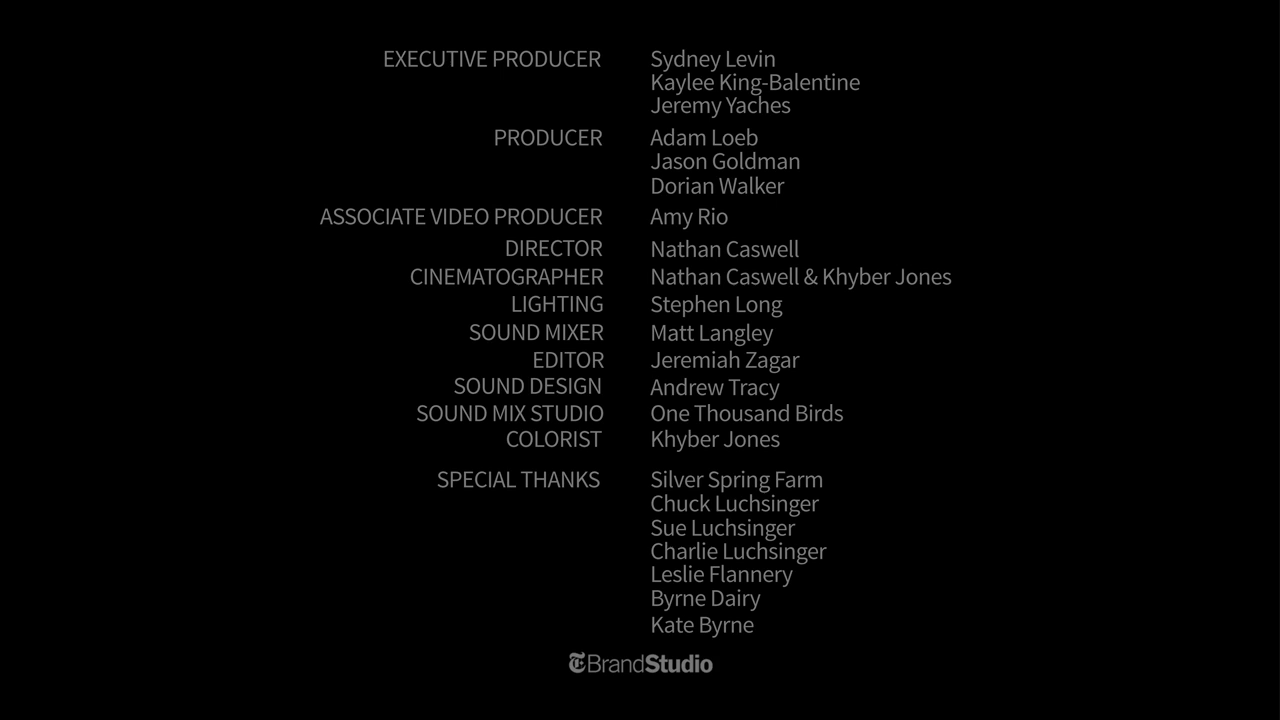 EXECUTIVE PRODUCER Sydney Levin
Kaylee King-Balentine
Jeremy Yaches
PRODUCER Adam Loeb
Jason Goldman
Dorian Walker
ASSOCIATE VIDEO PRODUCER Amy Rio
DIRECTOR Nathan Caswell
CINEMATOGRAPHER Nathan Caswell & Khyber Jones
LIGHTING Stephen Long
SOUND MIXER Matt Langley
EDITOR Jeremiah Zagar
SOUND DESIGN Andrew Tracy
SOUND MIX STUDIO One Thousand Birds
COLORIST Khyber Jones
SPECIAL THANKS Silver Spring Farm
Chuck Luchsinger
Sue Luchsinger
Charlie Luchsinger
Leslie Flannery
Byrne Dairy
Kate Byrne
T BrandStudio